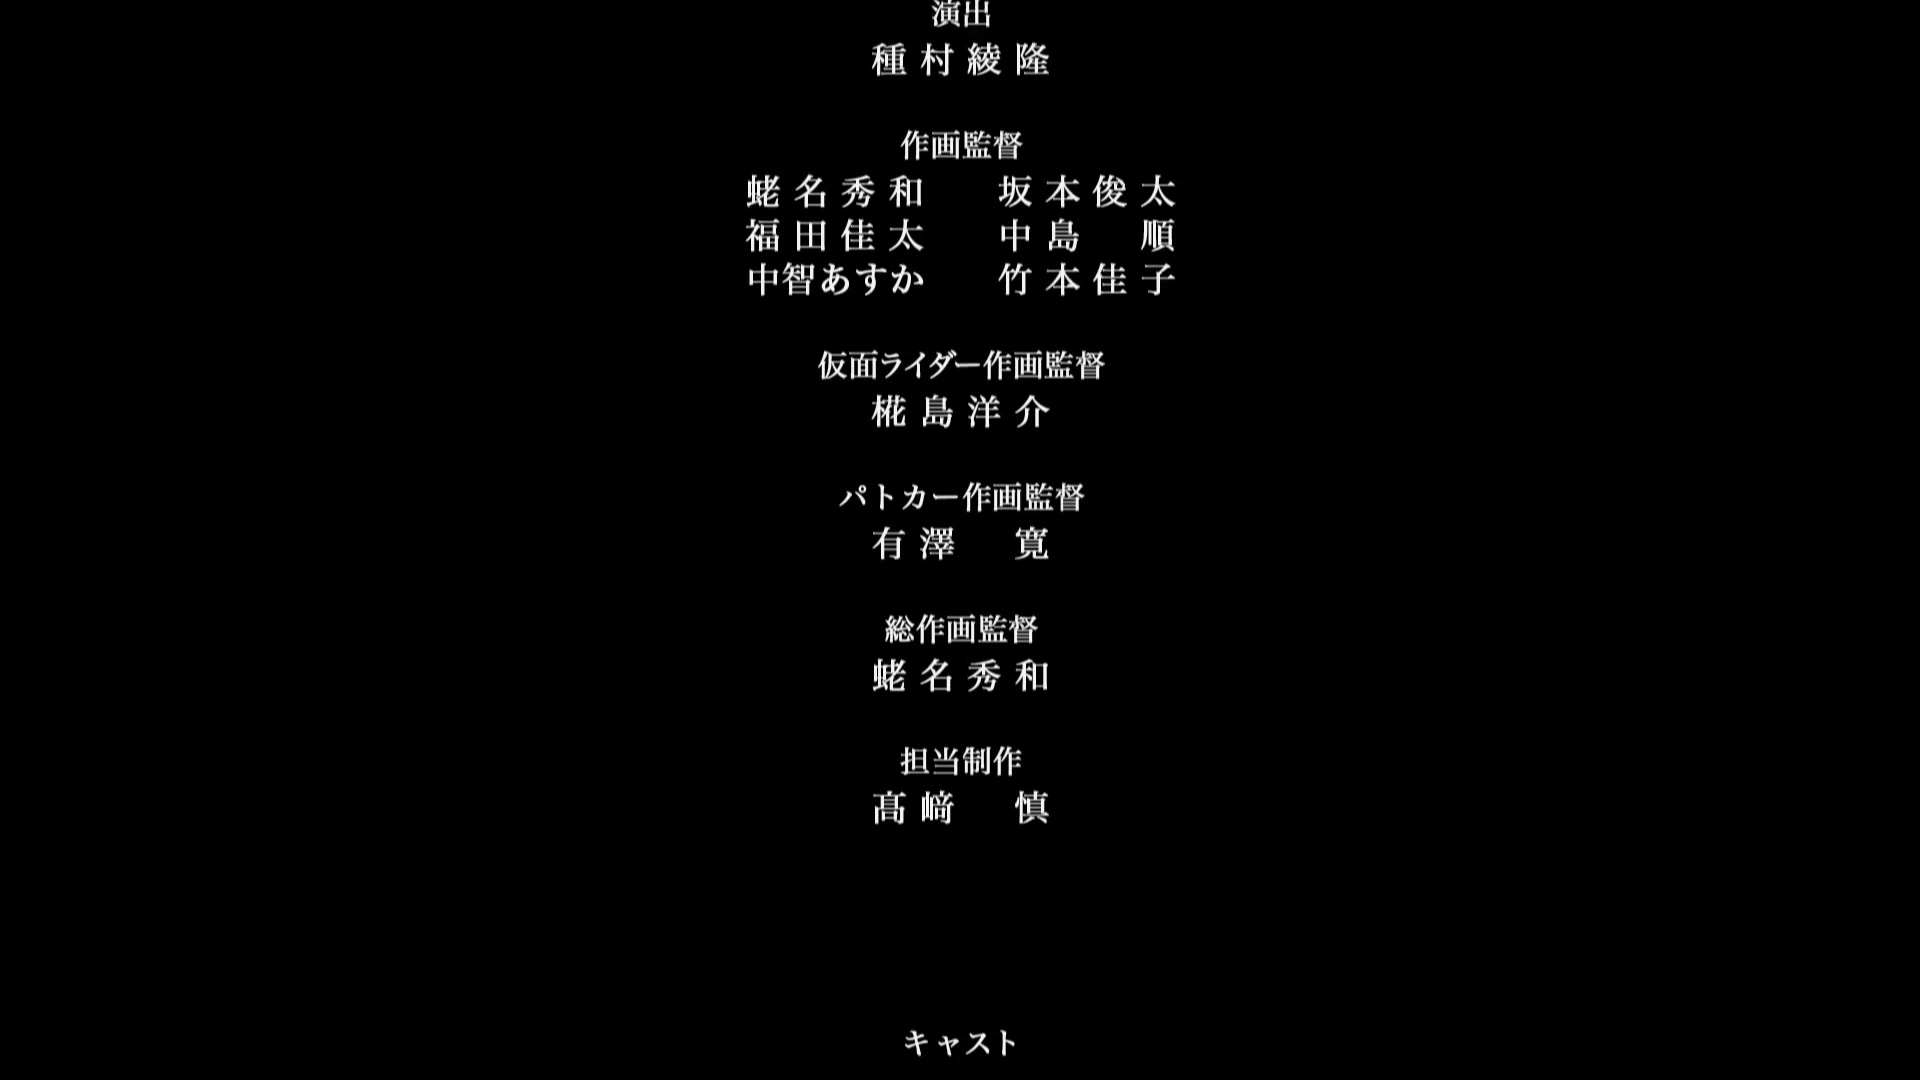 演出
種村綾隆
作画監督
蛯名秀和　坂本俊太
福田佳太　中島　順
中智あすか　竹本佳子
仮面ライダー作画監督
椛島洋介
パトカー作画監督
有澤　寛
総作画監督
蛯名秀和
担当制作
髙﨑　慎
キャスト